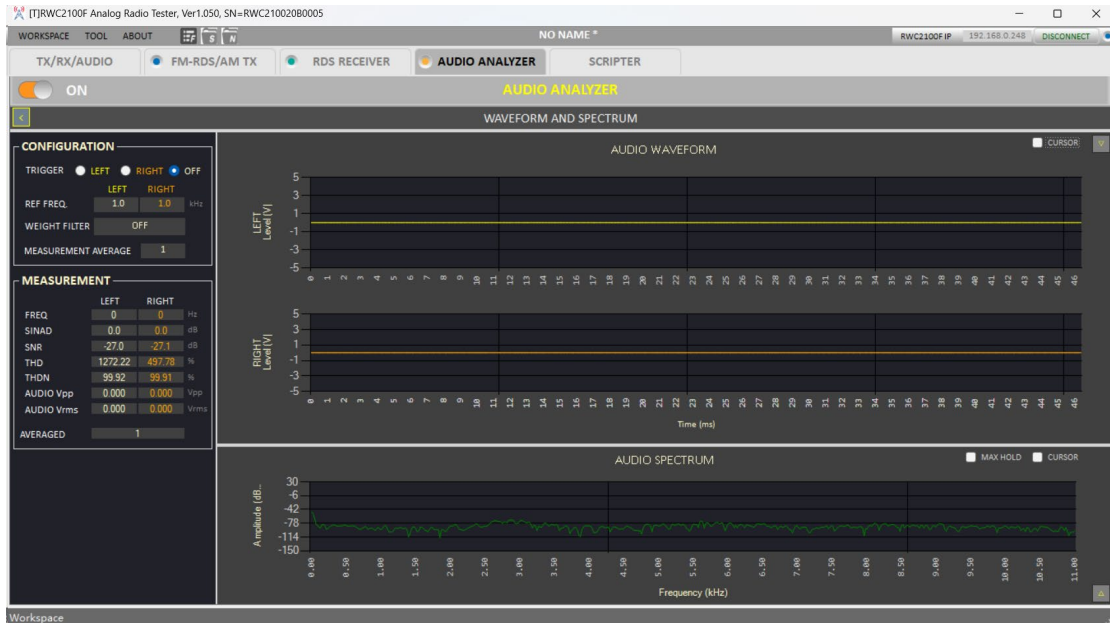 [T]RWC2100F Analog Radio Tester, Ver1.050, SN=RWC210020B0005
WORKSPACE TOOL ABOUT F S N NO NAME * RWC2100F IP 192.168.0.248 DISCONNECT
TX/RX/AUDIO FM-RDS/AM TX RDS RECEIVER AUDIO ANALYZER SCRIPTER
ON AUDIO ANALYZER
< WAVEFORM AND SPECTRUM
CONFIGURATION
TRIGGER LEFT RIGHT OFF
LEFT RIGHT
REF FREQ. 1.0 1.0 kHz
WEIGHT FILTER OFF
MEASUREMENT AVERAGE 1
MEASUREMENT
LEFT RIGHT
FREQ 0 0 Hz
SINAD 0.0 0.0 dB
SNR -27.0 -27.1 dB
THD 1272.22 497.78 %
THDN 99.92 99.91 %
AUDIO Vpp 0.000 0.000 Vpp
AUDIO Vrms 0.000 0.000 Vrms
AVERAGED 1
AUDIO WAVEFORM CURSOR
LEFT
Level [V]
5
3
1
-1
-3
-5
0 1 2 3 4 5 6 7 8 9 10 11 12 13 14 15 16 17 18 19 20 21 22 23 24 25 26 27 28 29 30 31 32 33 34 35 36 37 38 39 40 41 42 43 44 45 46
RIGHT
Level [V]
5
3
1
-1
-3
-5
0 1 2 3 4 5 6 7 8 9 10 11 12 13 14 15 16 17 18 19 20 21 22 23 24 25 26 27 28 29 30 31 32 33 34 35 36 37 38 39 40 41 42 43 44 45 46
Time (ms)
AUDIO SPECTRUM MAX HOLD CURSOR
Amplitude [dB..
30
-6
-42
-78
-114
-150
0.00 0.50 1.00 1.50 2.00 2.50 3.00 3.50 4.00 4.50 5.00 5.50 6.00 6.50 7.00 7.50 8.00 8.50 9.00 9.50 10.00 10.50 11.00
Frequency (kHz)
Workspace